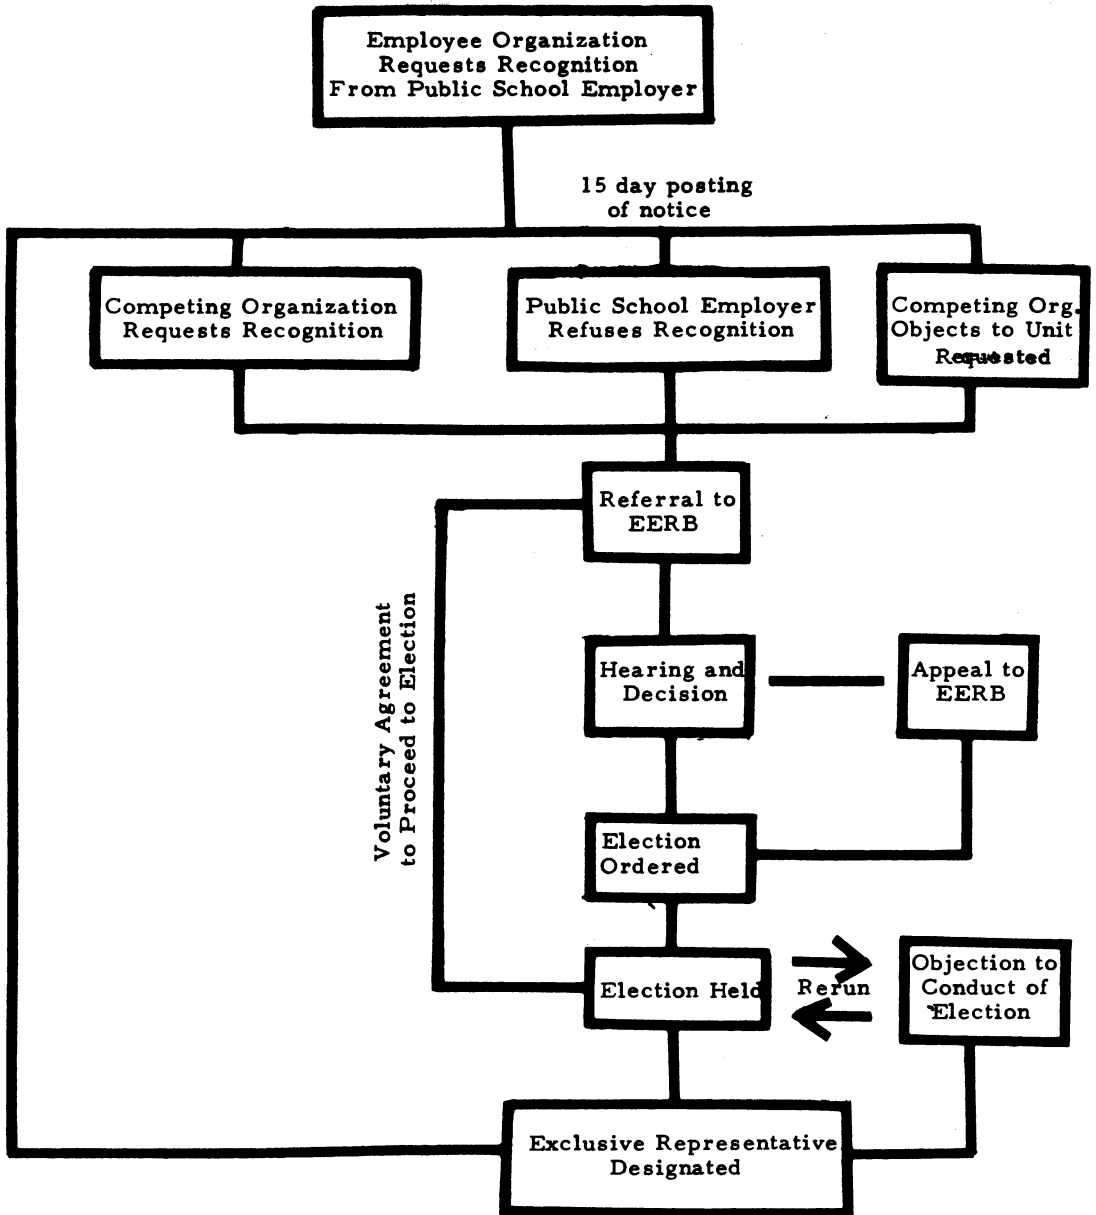 Employee Organization
Requests Recognition
From Public School Employer
15 day posting
of notice
Competing Organization
Requests Recognition
Public School Employer
Refuses Recognition
Competing Org.
Objects to Unit
Requested
Referral to
EERB
Voluntary Agreement
to Proceed to Election
Hearing and
Decision
Appeal to
EERB
Election
Ordered
Election Held
Rerun
Objection to
Conduct of
Election
Exclusive Representative
Designated